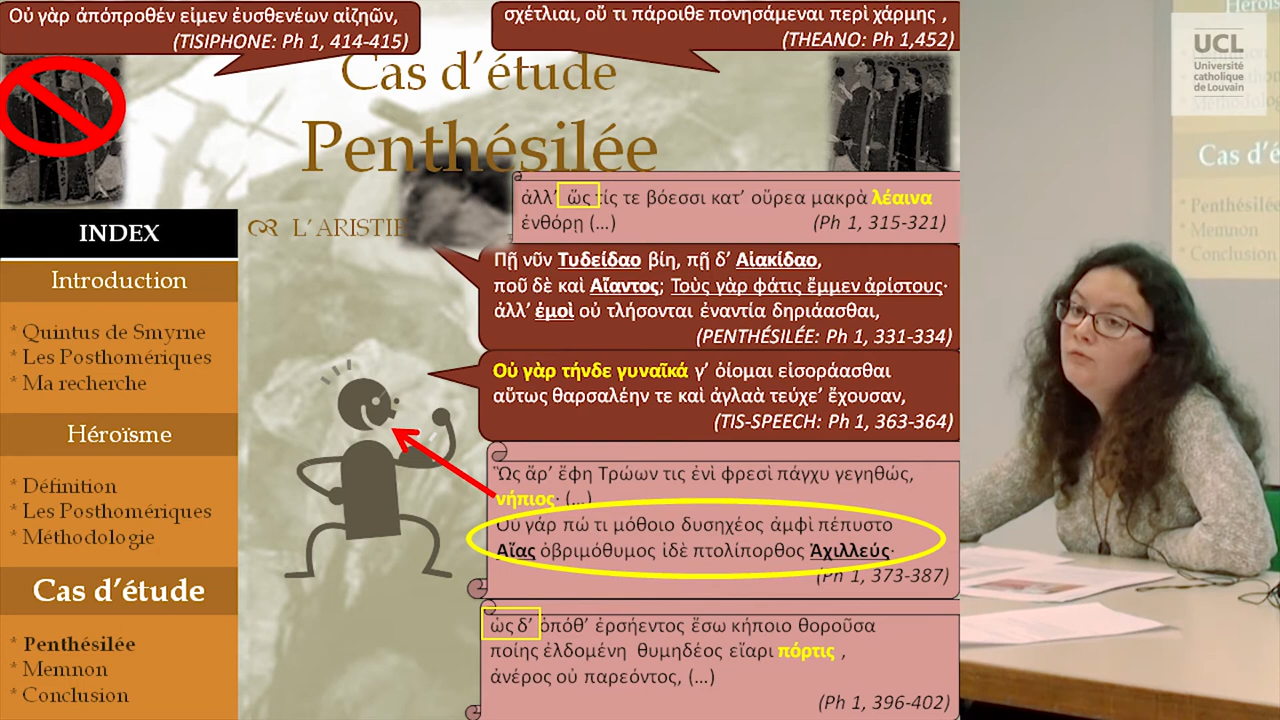 Οὐ γὰρ ἀπόπροθέν εἰμεν ἐυσθενέων αἰζηῶν,
(TISIPHONE: Ph 1, 414-415)
σχέτλιαι, οὔ τι πάροιθε πονησάμεναι περὶ χάρμης ,
(THEANO: Ph 1,452)
Cas d’étude
Penthésilée
L’ARISTIE
ἀλλ’ ὥς τίς τε βόεσσι κατ’ οὔρεα μακρὰ λέαινα
ἐνθόρῃ (…)
(Ph 1, 315-321)
Πῇ νῦν Τυδείδαο βίη, πῇ δ’ Αἰακίδαο,
ποῦ δὲ καὶ Αἴαντος; Τοὺς γὰρ φάτις ἔμμεν ἀρίστους·
ἀλλ’ ἐμοὶ οὐ τλήσονται ἐναντία δηριάασθαι,
(PENTHÉSILÉE: Ph 1, 331-334)
Οὐ γὰρ τήνδε γυναῖκά γ’ ὀίομαι εἰσοράασθαι
αὔτως θαρσαλέην τε καὶ ἀγλαὰ τεύχε’ ἔχουσαν,
(TIS-SPEECH: Ph 1, 363-364)
Ὣς ἄρ’ ἔφη Τρώων τις ἐνὶ φρεσὶ πάγχυ γεγηθώς,
νήπιος· (…)
Οὐ γάρ πώ τι μόθοιο δυσηχέος ἀμφὶ πέπυστο
Αἴας ὀβριμόθυμος ἰδὲ πτολίπορθος Ἀχιλλεύς·
(Ph 1, 373-387)
ὡς δ’ ὁπόθ’ ἑρσήεντος ἔσω κήποιο θοροῦσα
ποίης ἐλδομένη θυμηδέος εἴαρι πόρτις ,
ἀνέρος οὐ παρεόντος, (…)
(Ph 1, 396-402)
INDEX
Introduction
* Quintus de Smyrne
* Les Posthomériques
* Ma recherche
Héroïsme
* Définition
* Les Posthomériques
* Méthodologie
Cas d’étude
* Penthésilée
* Memnon
* Conclusion
UCL
Université
catholique
de Louvain
Cas d’é
* Penthésilée
* Memnon
* Conclusion